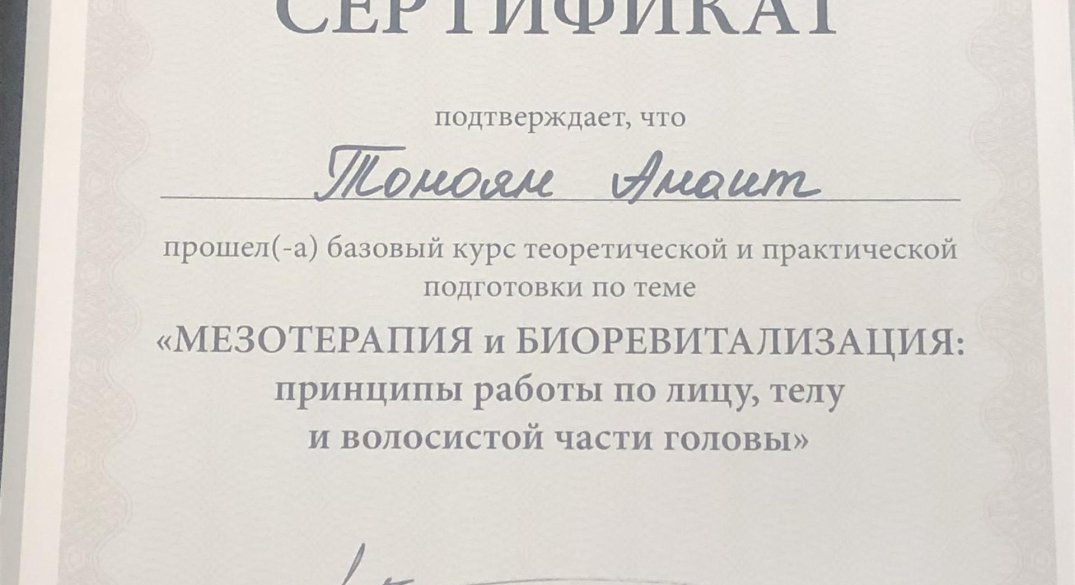 СЕРТИФИКАТ
подтверждает, что
Тоноян Анаит
прошел(-а) базовый курс теоретической и практической
подготовки по теме
«МЕЗОТЕРАПИЯ и БИОРЕВИТАЛИЗАЦИЯ:
принципы работы по лицу, телу
и волосистой части головы»